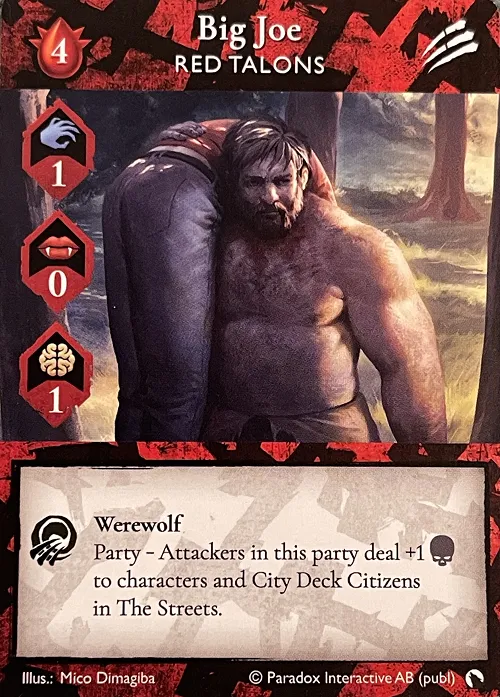 4
Big Joe
RED TALONS
1
0
1
Werewolf
Party - Attackers in this party deal +1
to characters and City Deck Citizens
in The Streets.
Illus.: Mico Dimagiba
© Paradox Interactive AB (publ)